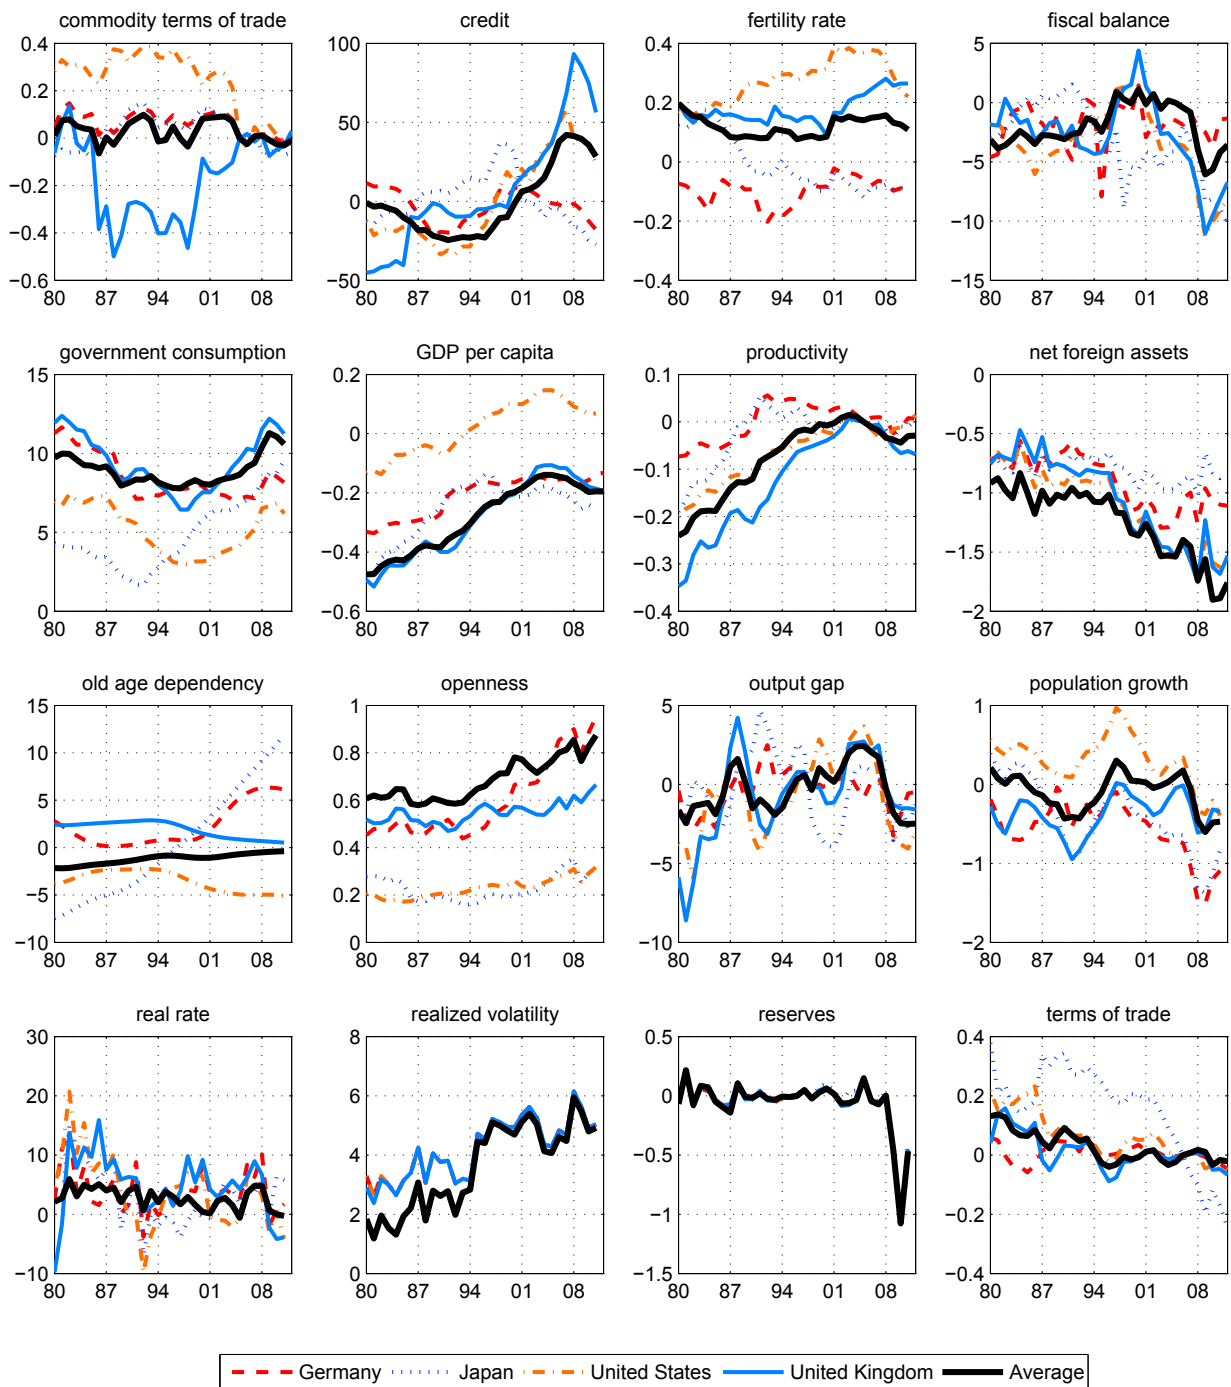 commodity terms of trade
0.4
0.2
0
−0.2
−0.4
−0.6
80 87 94 01 08
credit
100
50
0
−50
80 87 94 01 08
fertility rate
0.4
0.2
0
−0.2
−0.4
80 87 94 01 08
fiscal balance
5
0
−5
−10
−15
80 87 94 01 08
government consumption
15
10
5
0
80 87 94 01 08
GDP per capita
0.2
0
−0.2
−0.4
−0.6
80 87 94 01 08
productivity
0.1
0
−0.1
−0.2
−0.3
−0.4
80 87 94 01 08
net foreign assets
0
−0.5
−1
−1.5
−2
80 87 94 01 08
old age dependency
15
10
5
0
−5
−10
80 87 94 01 08
openness
1
0.8
0.6
0.4
0.2
0
80 87 94 01 08
output gap
5
0
−5
−10
80 87 94 01 08
population growth
1
0
−1
−2
80 87 94 01 08
real rate
30
20
10
0
−10
80 87 94 01 08
realized volatility
8
6
4
2
0
80 87 94 01 08
reserves
0.5
0
−0.5
−1
−1.5
80 87 94 01 08
terms of trade
0.4
0.2
0
−0.2
−0.4
80 87 94 01 08
Germany Japan United States United Kingdom Average